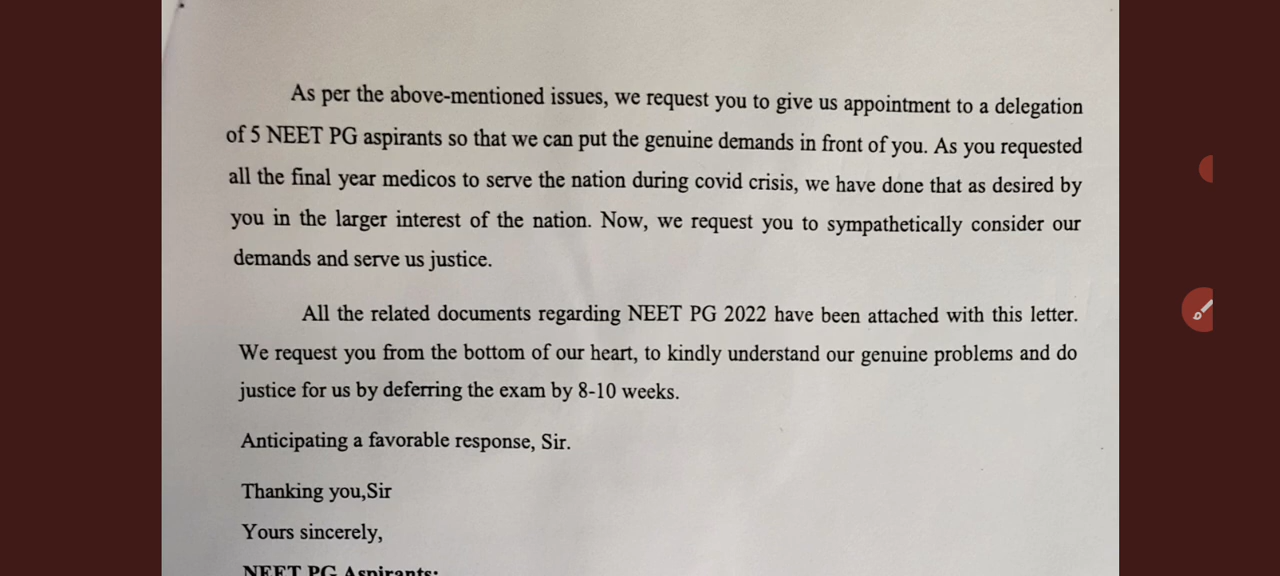 As per the above-mentioned issues, we request you to give us appointment to a delegation
of 5 NEET PG aspirants so that we can put the genuine demands in front of you. As you requested
all the final year medicos to serve the nation during covid crisis, we have done that as desired by
you in the larger interest of the nation. Now, we request you to sympathetically consider our
demands and serve us justice.
All the related documents regarding NEET PG 2022 have been attached with this letter.
We request you from the bottom of our heart, to kindly understand our genuine problems and do
justice for us by deferring the exam by 8-10 weeks.
Anticipating a favorable response, Sir.
Thanking you,Sir
Yours sincerely,
NEET PG Aspirants: